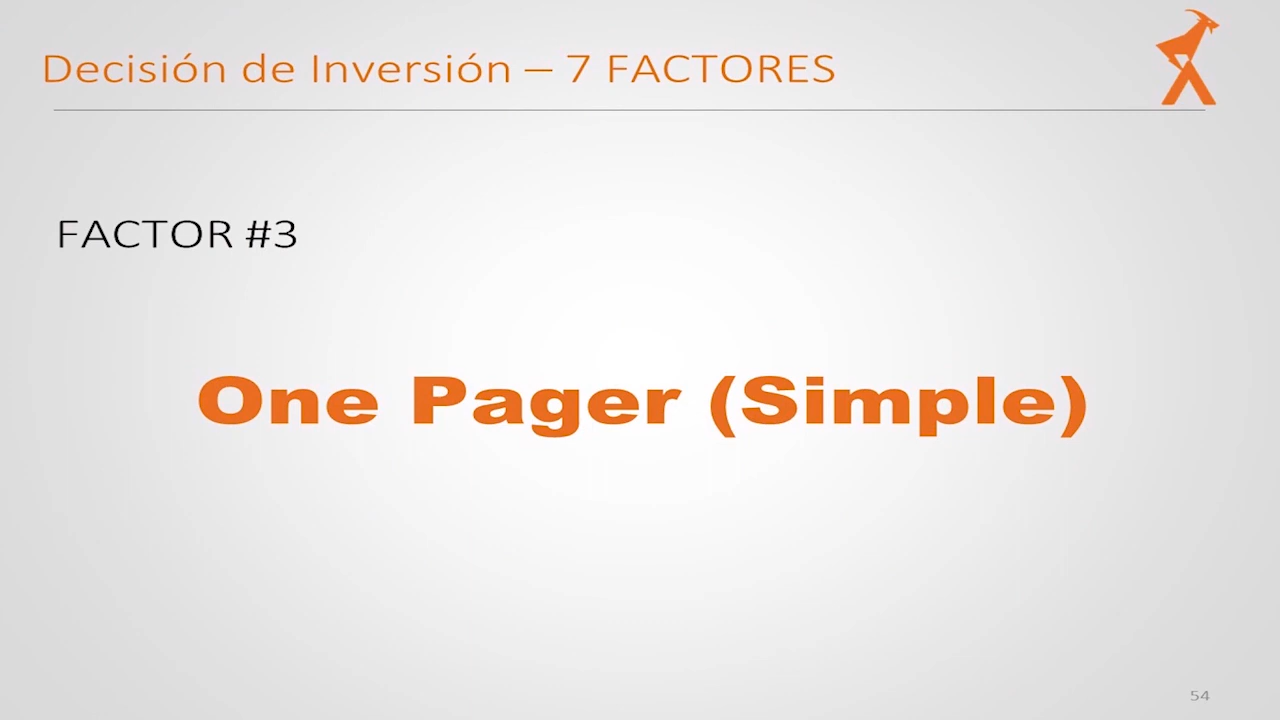 Decisión de Inversión – 7 FACTORES
FACTOR #3
One Pager (Simple)
54